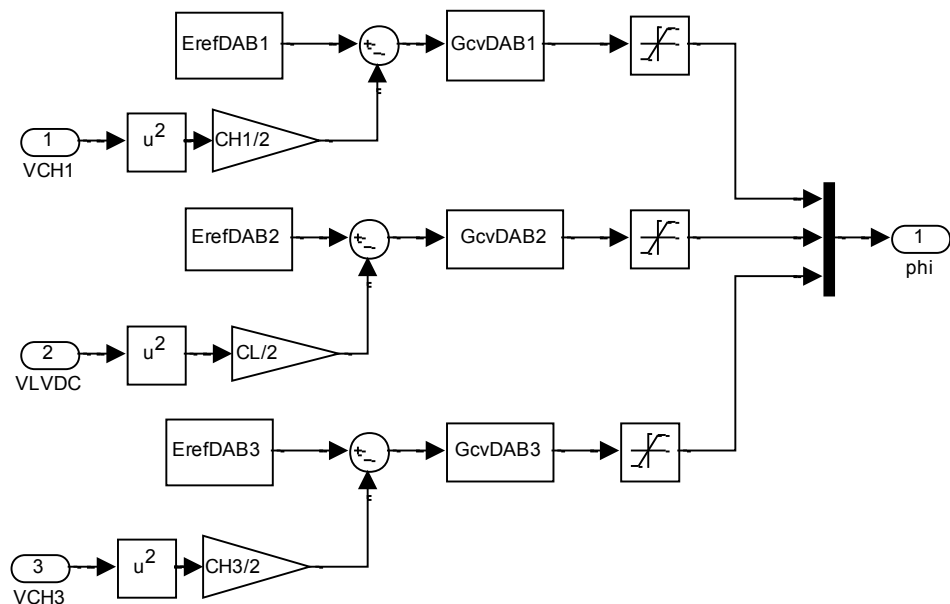 ErefDAB1
+
-
GcvDAB1
1
VCH1
u²
CH1/2
ErefDAB2
+
-
GcvDAB2
2
VLVDC
u²
CL/2
1
phi
ErefDAB3
+
-
GcvDAB3
3
VCH3
u²
CH3/2